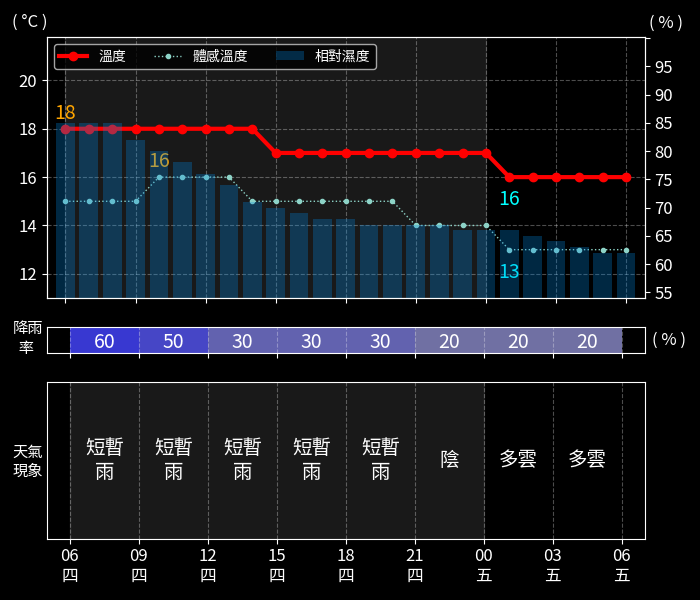 ( °C )
( % )
溫度 體感溫度 相對濕度
20
18
16
14
12
95
90
85
80
75
70
65
60
55
18
16
16
13
降雨
率
60 50 30 30 30 20 20 20
( % )
天氣
現象
短暫
雨
短暫
雨
短暫
雨
短暫
雨
短暫
雨
陰
多雲
多雲
06 09 12 15 18 21 00 03 06
四 四 四 四 四 四 五 五 五